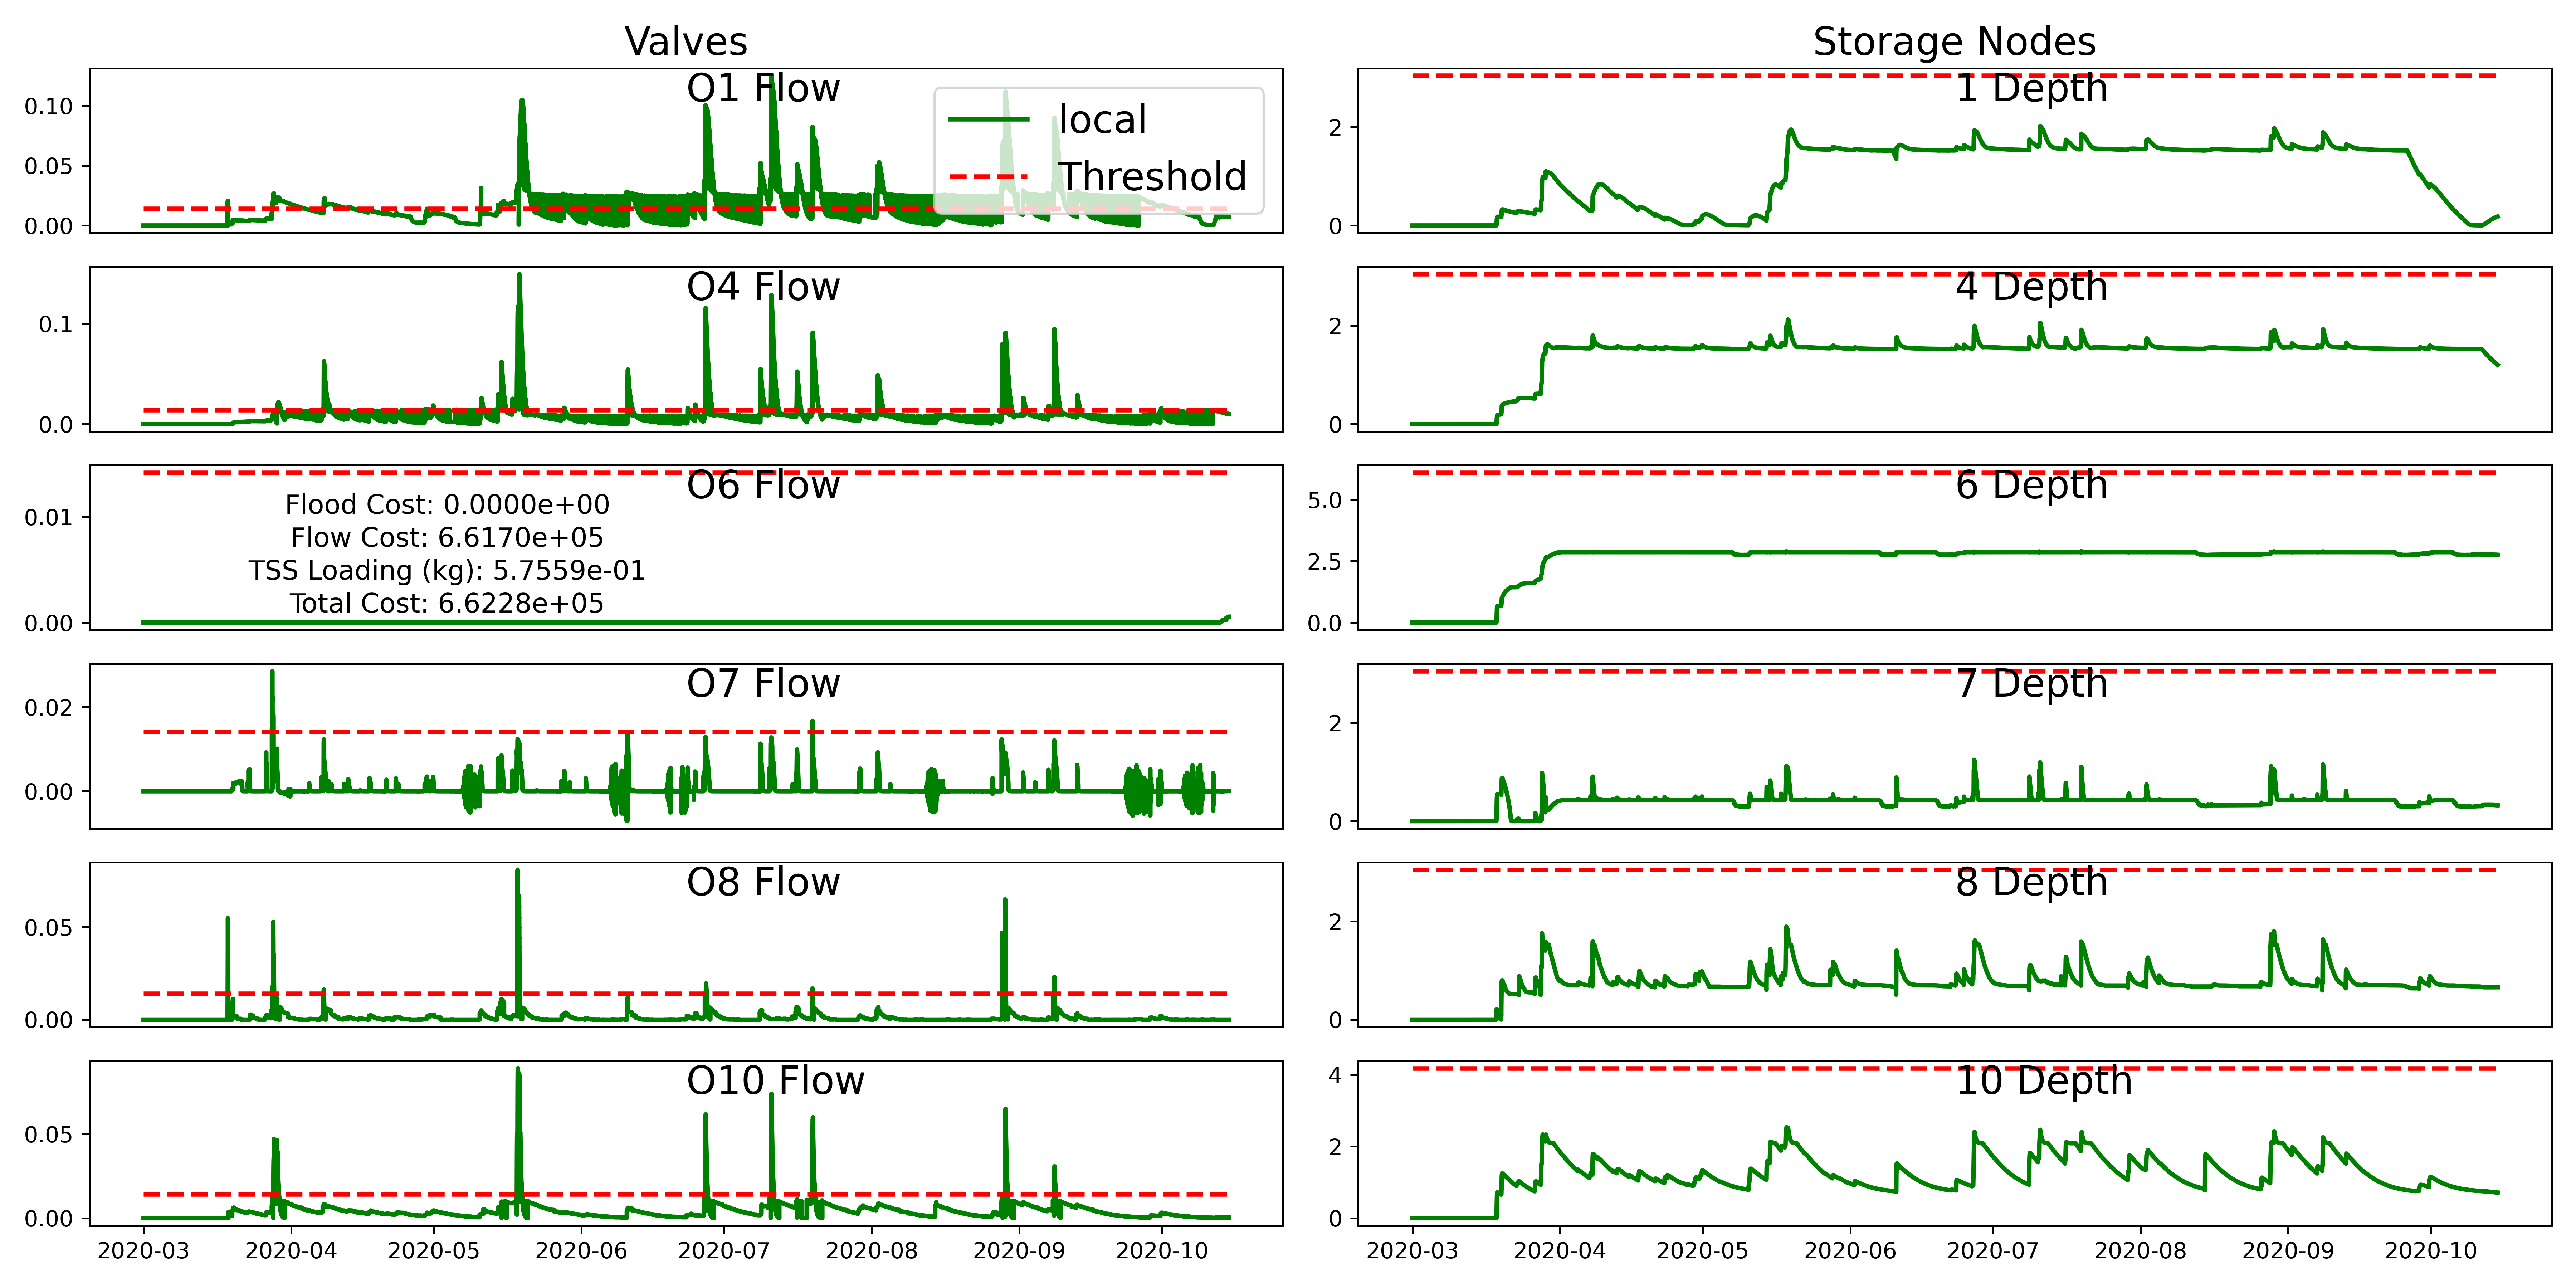 Valves
Storage Nodes
O1 Flow
local
Threshold
0.10
0.05
0.00
1 Depth
2
0
O4 Flow
0.1
0.0
4 Depth
2
0
O6 Flow
Flood Cost: 0.0000e+00
Flow Cost: 6.6170e+05
TSS Loading (kg): 5.7559e-01
Total Cost: 6.6228e+05
0.01
0.00
6 Depth
5.0
2.5
0.0
O7 Flow
0.02
0.00
7 Depth
2
0
O8 Flow
0.05
0.00
8 Depth
2
0
O10 Flow
0.05
0.00
2020-03 2020-04 2020-05 2020-06 2020-07 2020-08 2020-09 2020-10
10 Depth
4
2
0
2020-03 2020-04 2020-05 2020-06 2020-07 2020-08 2020-09 2020-10